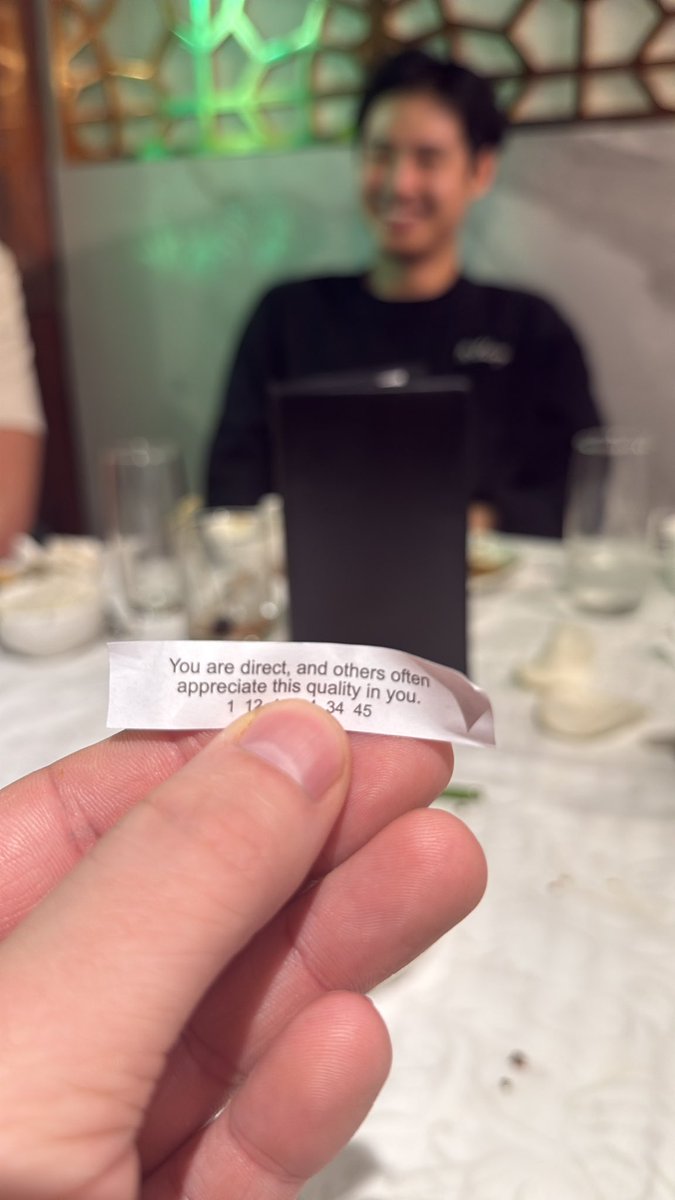 You are direct, and others often
appreciate this quality in you.
1 12 34 45